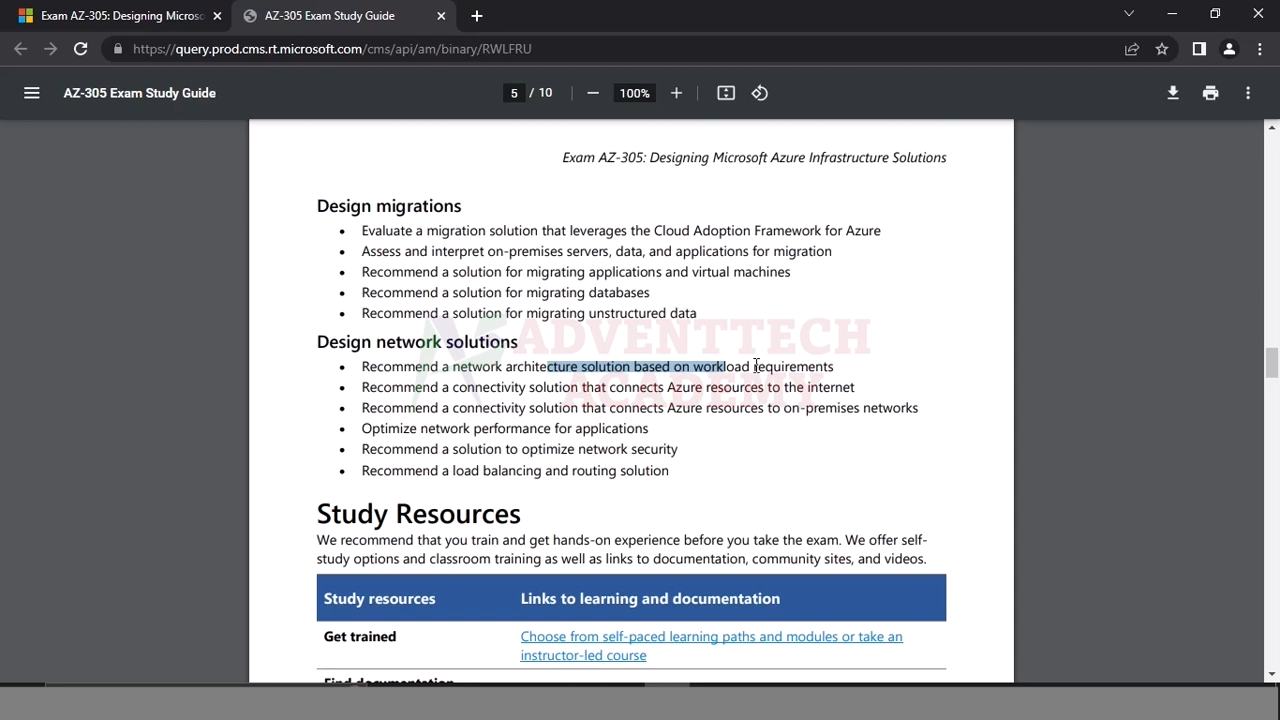 Exam AZ-305: Designing Microso
AZ-305 Exam Study Guide
https://query.prod.cms.rt.microsoft.com/cms/api/am/binary/RWLFRU
AZ-305 Exam Study Guide
5 / 10
100%
Exam AZ-305: Designing Microsoft Azure Infrastructure Solutions
Design migrations
• Evaluate a migration solution that leverages the Cloud Adoption Framework for Azure
• Assess and interpret on-premises servers, data, and applications for migration
• Recommend a solution for migrating applications and virtual machines
• Recommend a solution for migrating databases
• Recommend a solution for migrating unstructured data
Design network solutions
ADVENTTECH
ACADEMY
• Recommend a network architecture solution based on workload requirements
• Recommend a connectivity solution that connects Azure resources to the internet
• Recommend a connectivity solution that connects Azure resources to on-premises networks
• Optimize network performance for applications
• Recommend a solution to optimize network security
• Recommend a load balancing and routing solution
Study Resources
We recommend that you train and get hands-on experience before you take the exam. We offer self-
study options and classroom training as well as links to documentation, community sites, and videos.
Study resources
Links to learning and documentation
Get trained
Choose from self-paced learning paths and modules or take an
instructor-led course
Find documentation